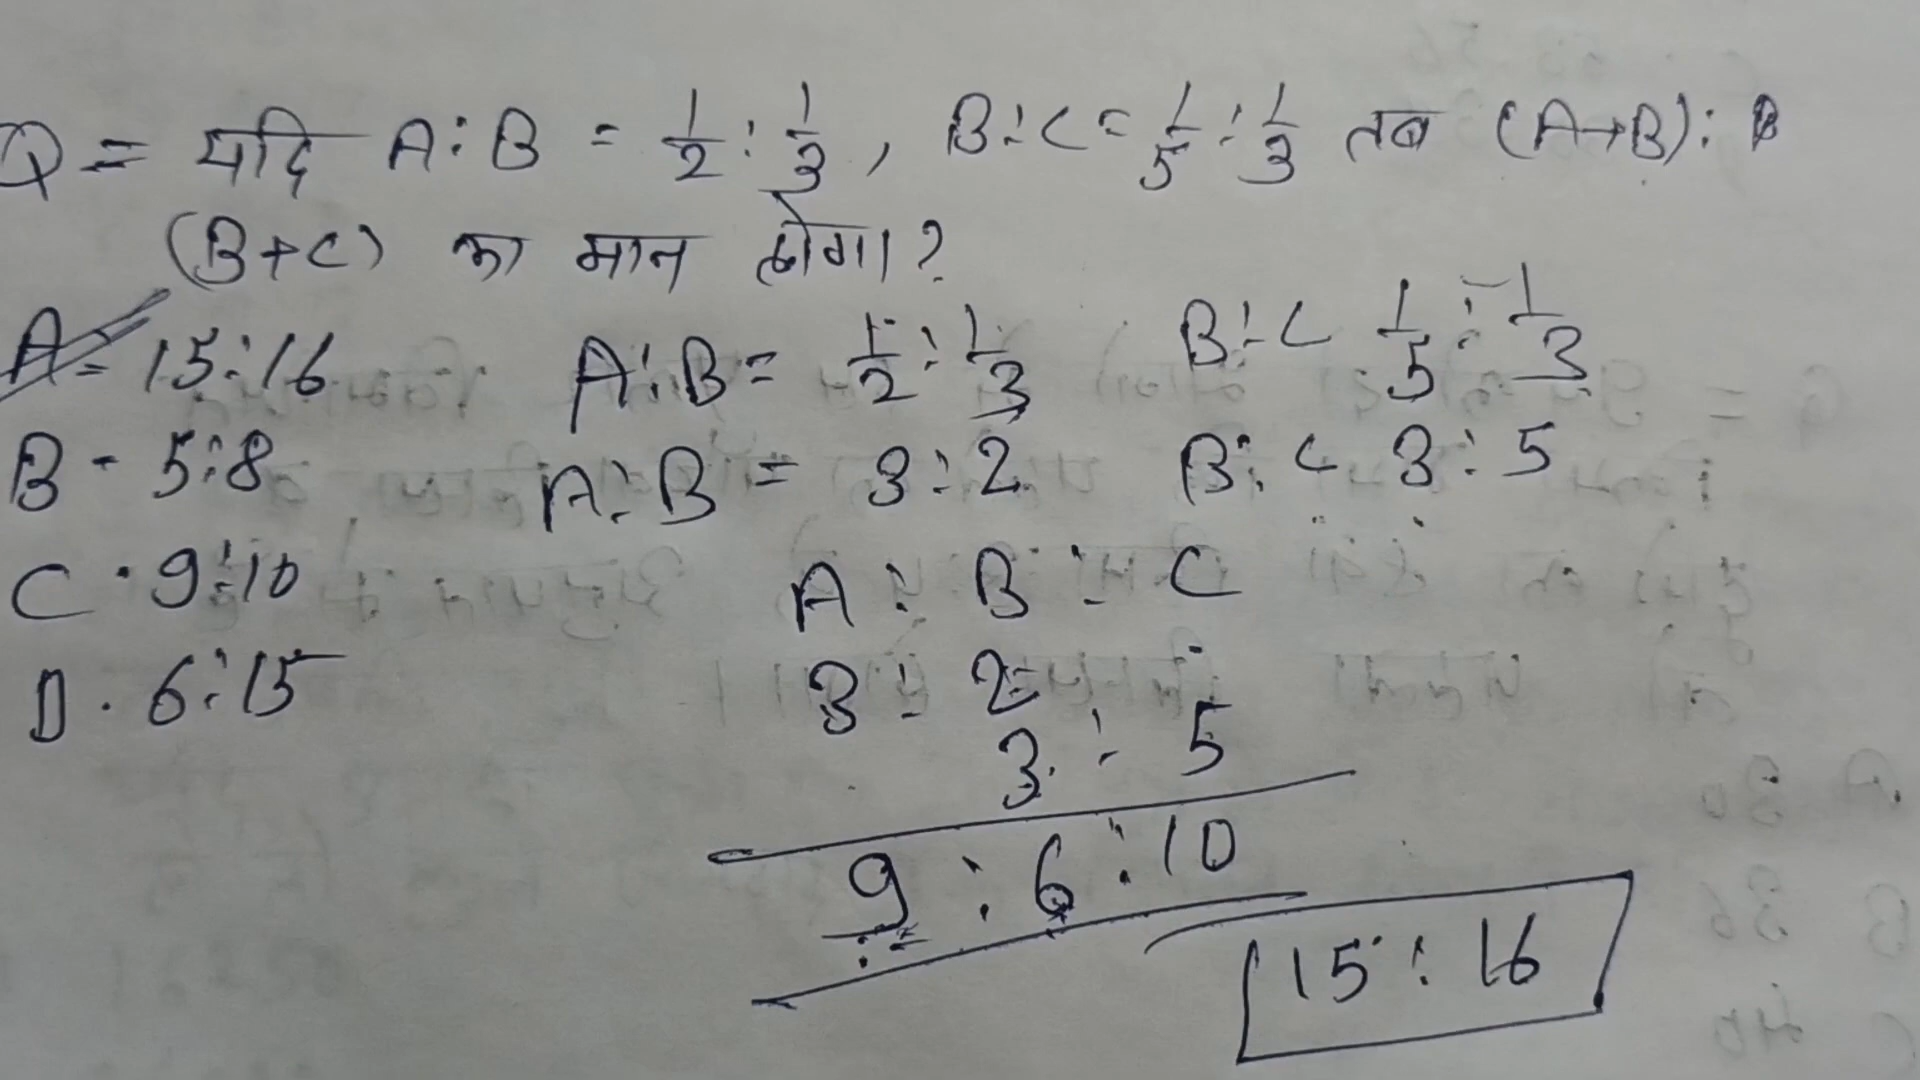 Q = यदि A:B = 1/2 : 1/3, B:C = 1/5 : 1/3 तब (A+B):
(B+C) का मान होगा?
A = 15:16
B - 5:8
C . 9:10
D . 6:15
A:B = 1/2 : 1/3
B:C 1/5 : 1/3
A:B = 3:2
B:C 3:5
A : B : C
3 : 2
3 : 5
9 : 6 : 10
15 : 16